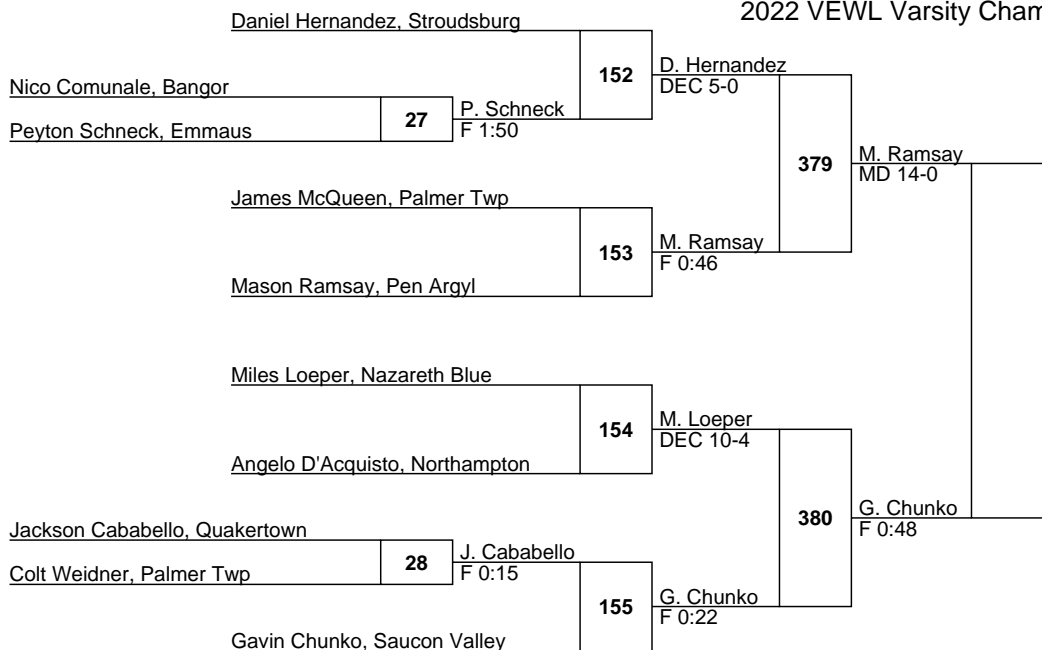 2022 VEWL Varsity Cham
Daniel Hernandez, Stroudsburg
152
D. Hernandez
DEC 5-0
Nico Comunale, Bangor
27
P. Schneck
F 1:50
Peyton Schneck, Emmaus
379
M. Ramsay
MD 14-0
James McQueen, Palmer Twp
153
M. Ramsay
F 0:46
Mason Ramsay, Pen Argyl
Miles Loeper, Nazareth Blue
154
M. Loeper
DEC 10-4
Angelo D'Acquisto, Northampton
380
G. Chunko
F 0:48
Jackson Cababello, Quakertown
28
J. Cababello
F 0:15
Colt Weidner, Palmer Twp
155
G. Chunko
F 0:22
Gavin Chunko, Saucon Valley